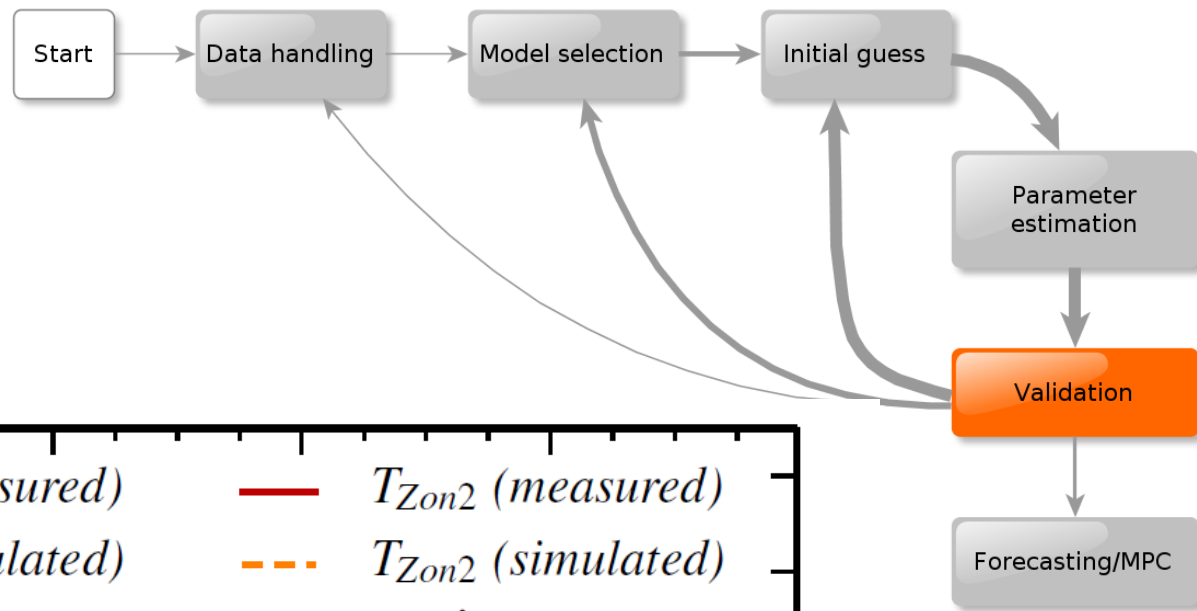 Start
Data handling
Model selection
Initial guess
Parameter
estimation
Validation
Forecasting/MPC
sured)
T_Zon2 (measured)
ulated)
T_Zon2 (simulated)